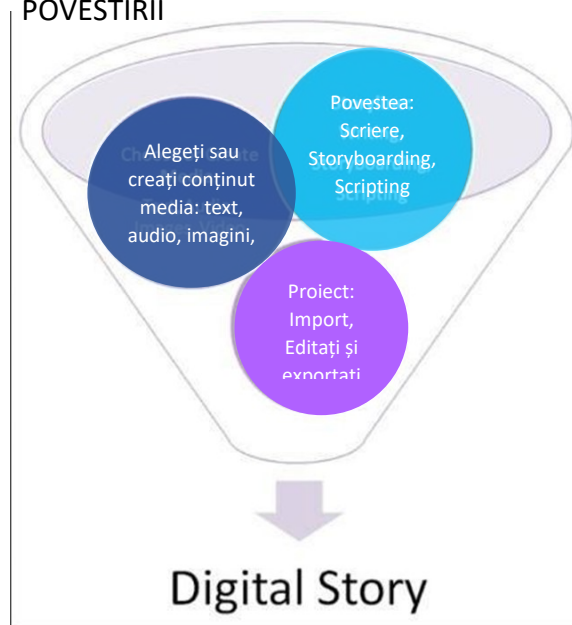 POVESTIRII
Povestea:
Scriere,
Storyboarding,
Scripting
Alegeți sau
creați conținut
media: text,
audio, imagini,
Proiect:
Import,
Editați și
exportați
Digital Story